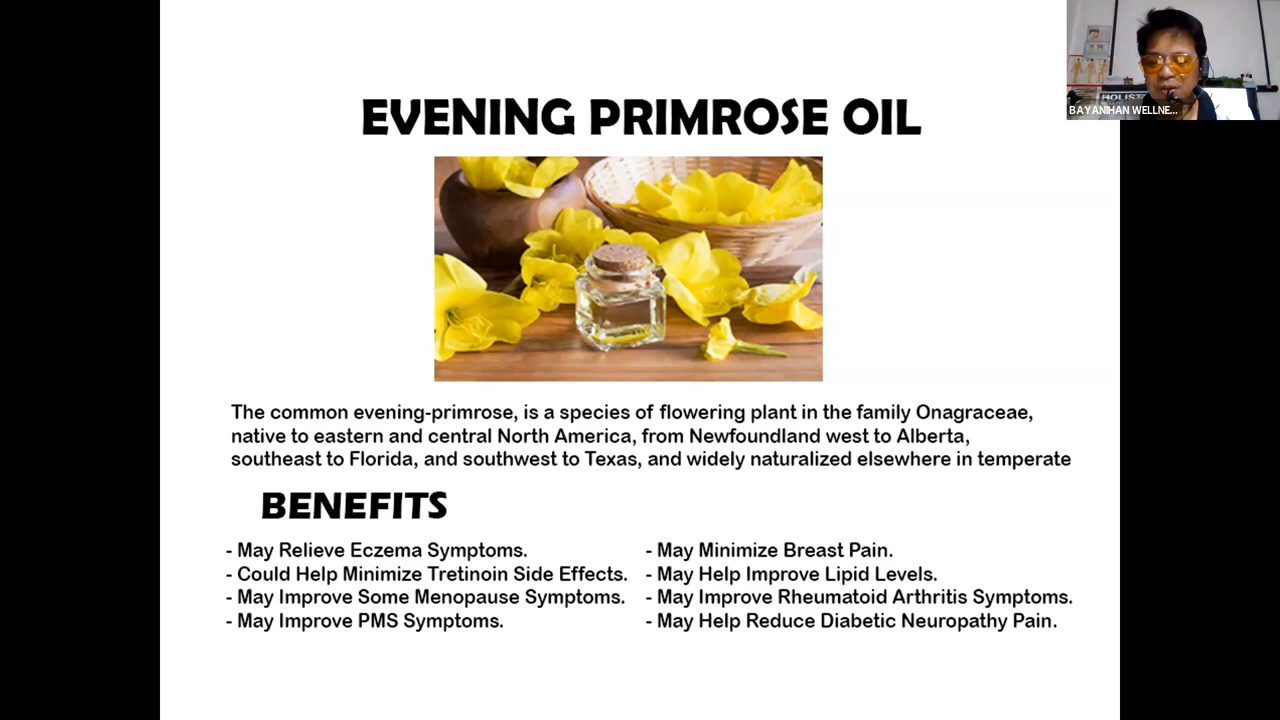 EVENING PRIMROSE OIL
BAYANIHAN WELLNE...
HOLIST
The common evening-primrose, is a species of flowering plant in the family Onagraceae,
native to eastern and central North America, from Newfoundland west to Alberta,
southeast to Florida, and southwest to Texas, and widely naturalized elsewhere in temperate
BENEFITS
- May Relieve Eczema Symptoms.
- Could Help Minimize Tretinoin Side Effects.
- May Improve Some Menopause Symptoms.
- May Improve PMS Symptoms.
- May Minimize Breast Pain.
- May Help Improve Lipid Levels.
- May Improve Rheumatoid Arthritis Symptoms.
- May Help Reduce Diabetic Neuropathy Pain.